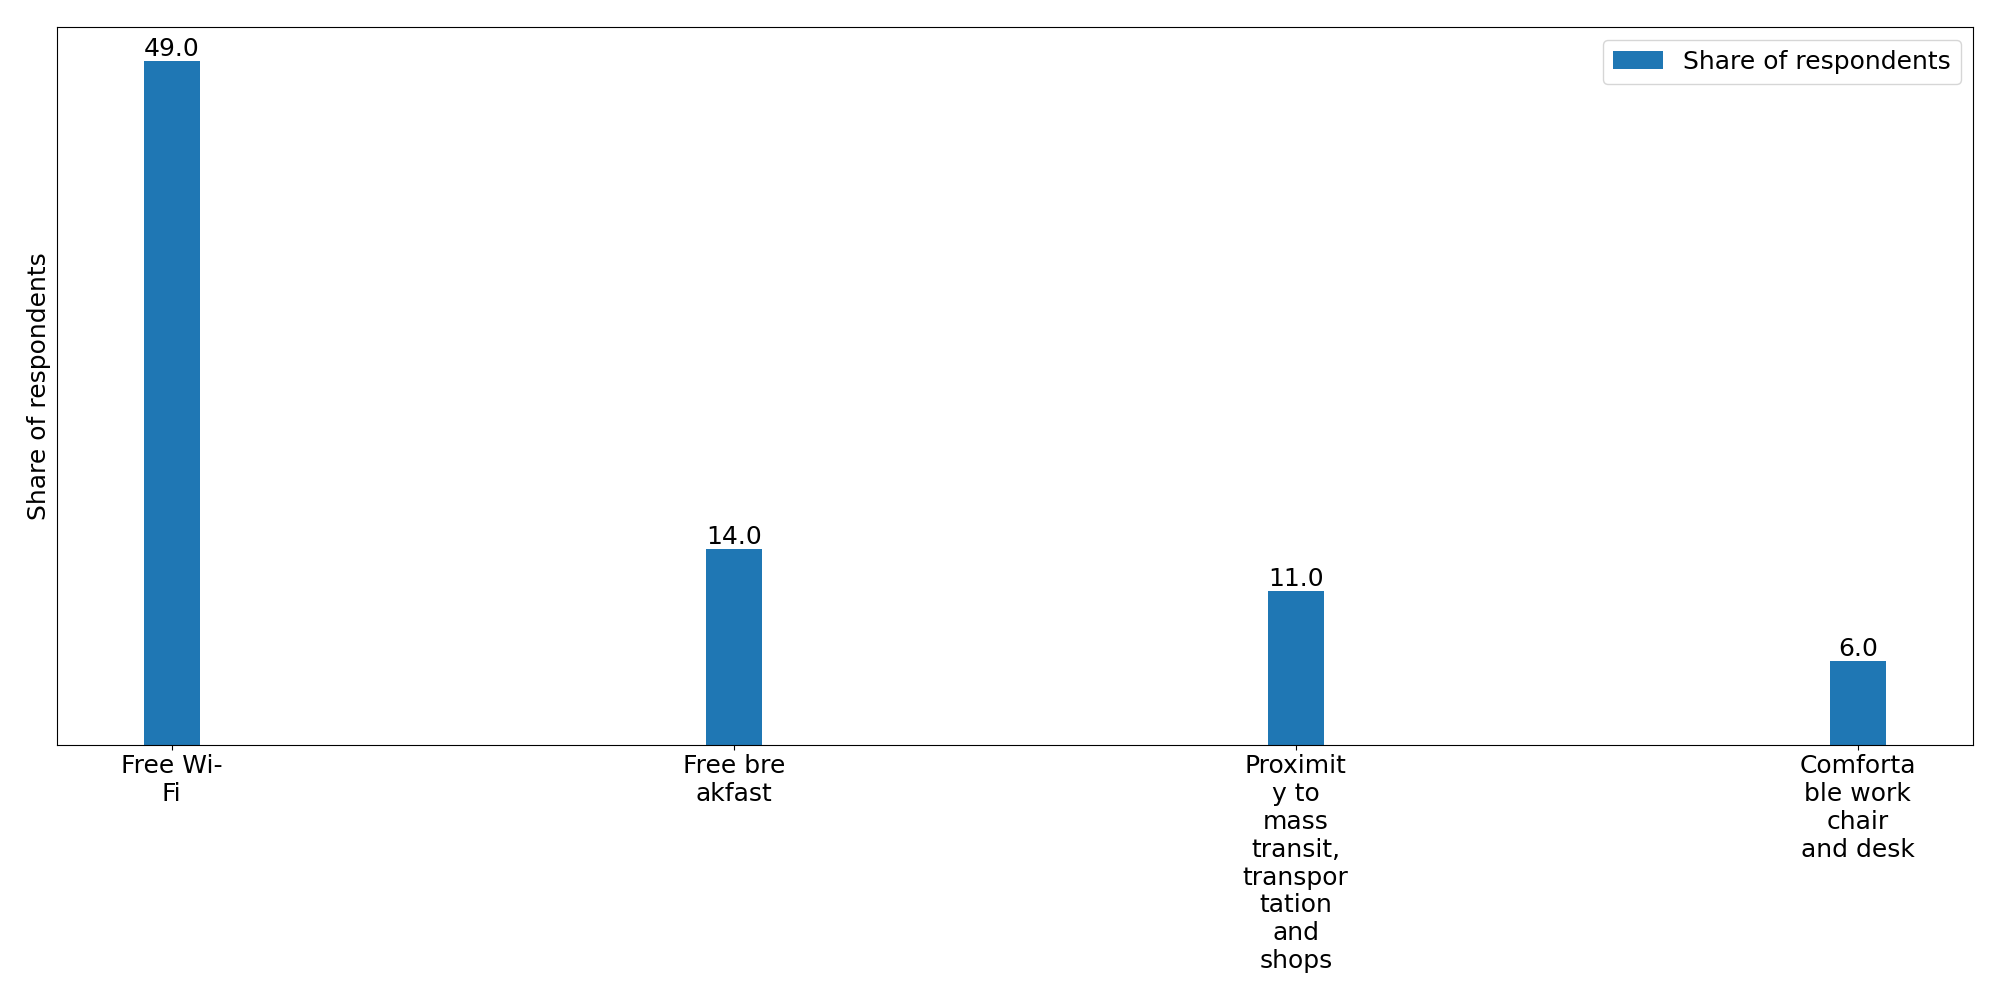 49.0
Share of respondents
Share of respondents
14.0
11.0
6.0
Free Wi-
Fi
Free bre
akfast
Proximit
y to
mass
transit,
transpor
tation
and
shops
Comforta
ble work
chair
and desk